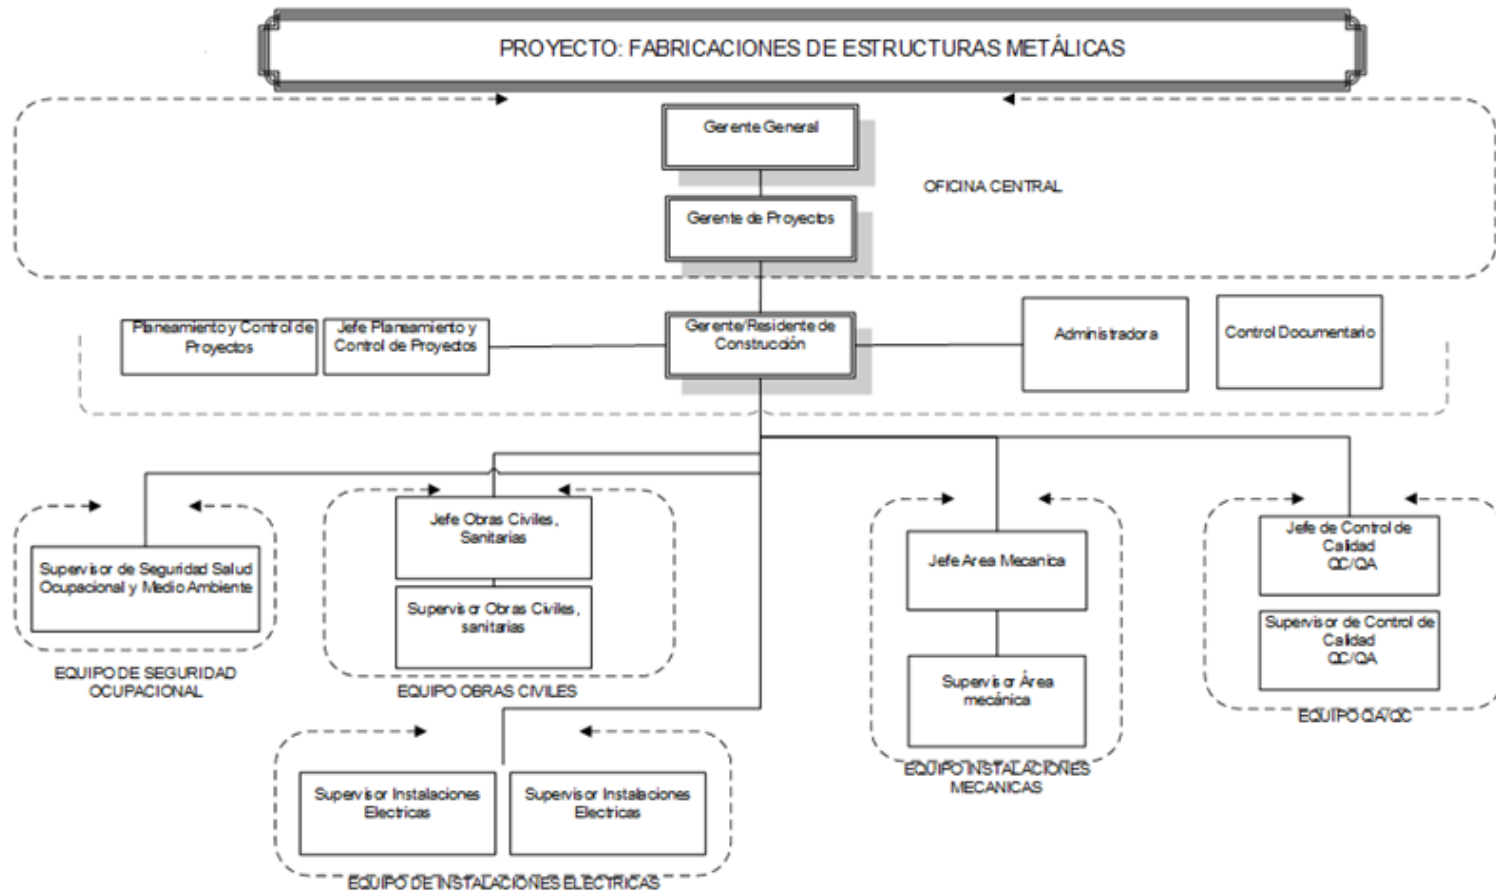 PROYECTO: FABRICACIONES DE ESTRUCTURAS METÁLICAS
Gerente General
OFICINA CENTRAL
Gerente de Proyectos
Planeamiento y Control de
Proyectos
Jefe Planeamiento y
Control de Proyectos
Gerente/Residente de
Construcción
Administradora
Control Documentario
Supervisor de Seguridad Salud
Ocupacional y Medio Ambiente
EQUIPO DE SEGURIDAD
OCUPACIONAL
Jefe Obras Civiles,
Sanitarias
Supervisor Obras Civiles,
sanitarias
EQUIPO OBRAS CIVILES
Jefe Area Mecanica
Supervisor Área
mecánica
EQUIPO INSTALACIONES
MECANICAS
Jefe de Control de
Calidad
QC/QA
Supervisor de Control de
Calidad
QC/QA
EQUIPO QA/QC
Supervisor Instalaciones
Electricas
Supervisor Instalaciones
Electricas
EQUIPO DE INSTALACIONES ELECTRICAS